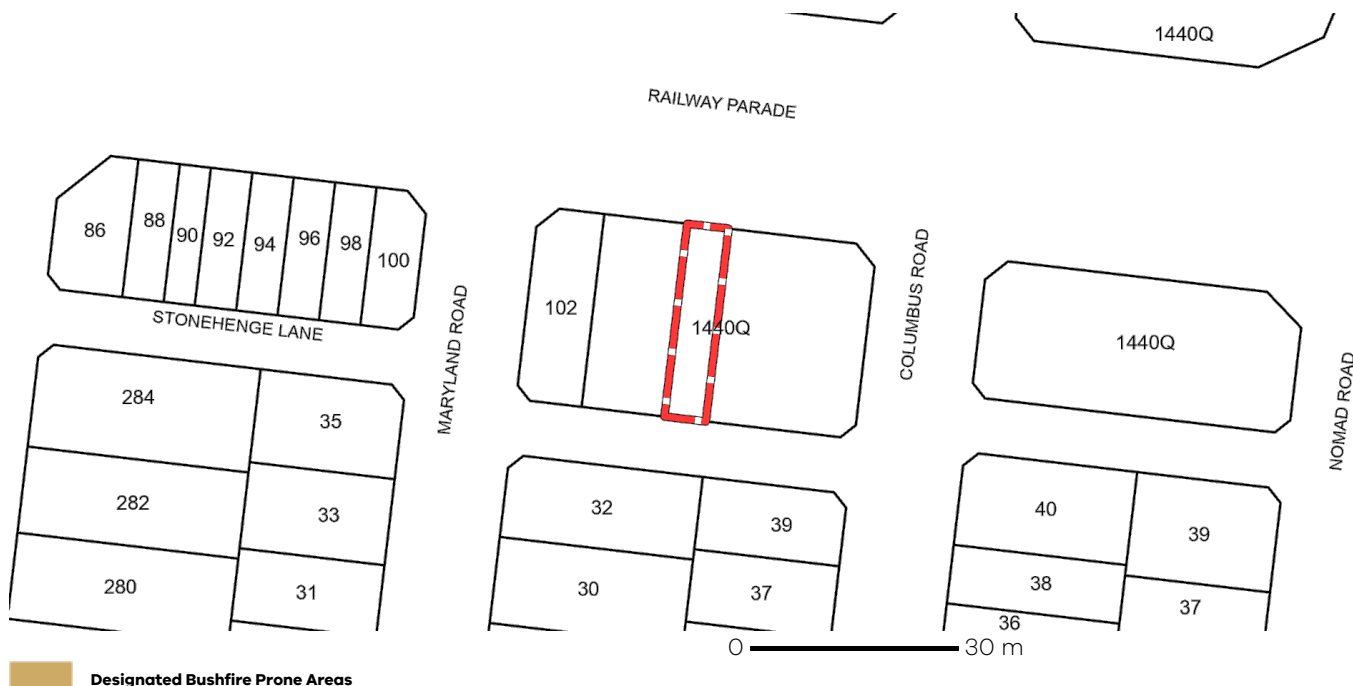 1440Q
RAILWAY PARADE
86
88
90
92
94
96
98
100
102
1440Q
1440Q
STONEHENGE LANE
MARYLAND ROAD
COLUMBUS ROAD
NOMAD ROAD
284
35
282
33
280
31
32
39
30
37
40
39
38
37
36
0 30 m
Designated Bushfire Prone Areas